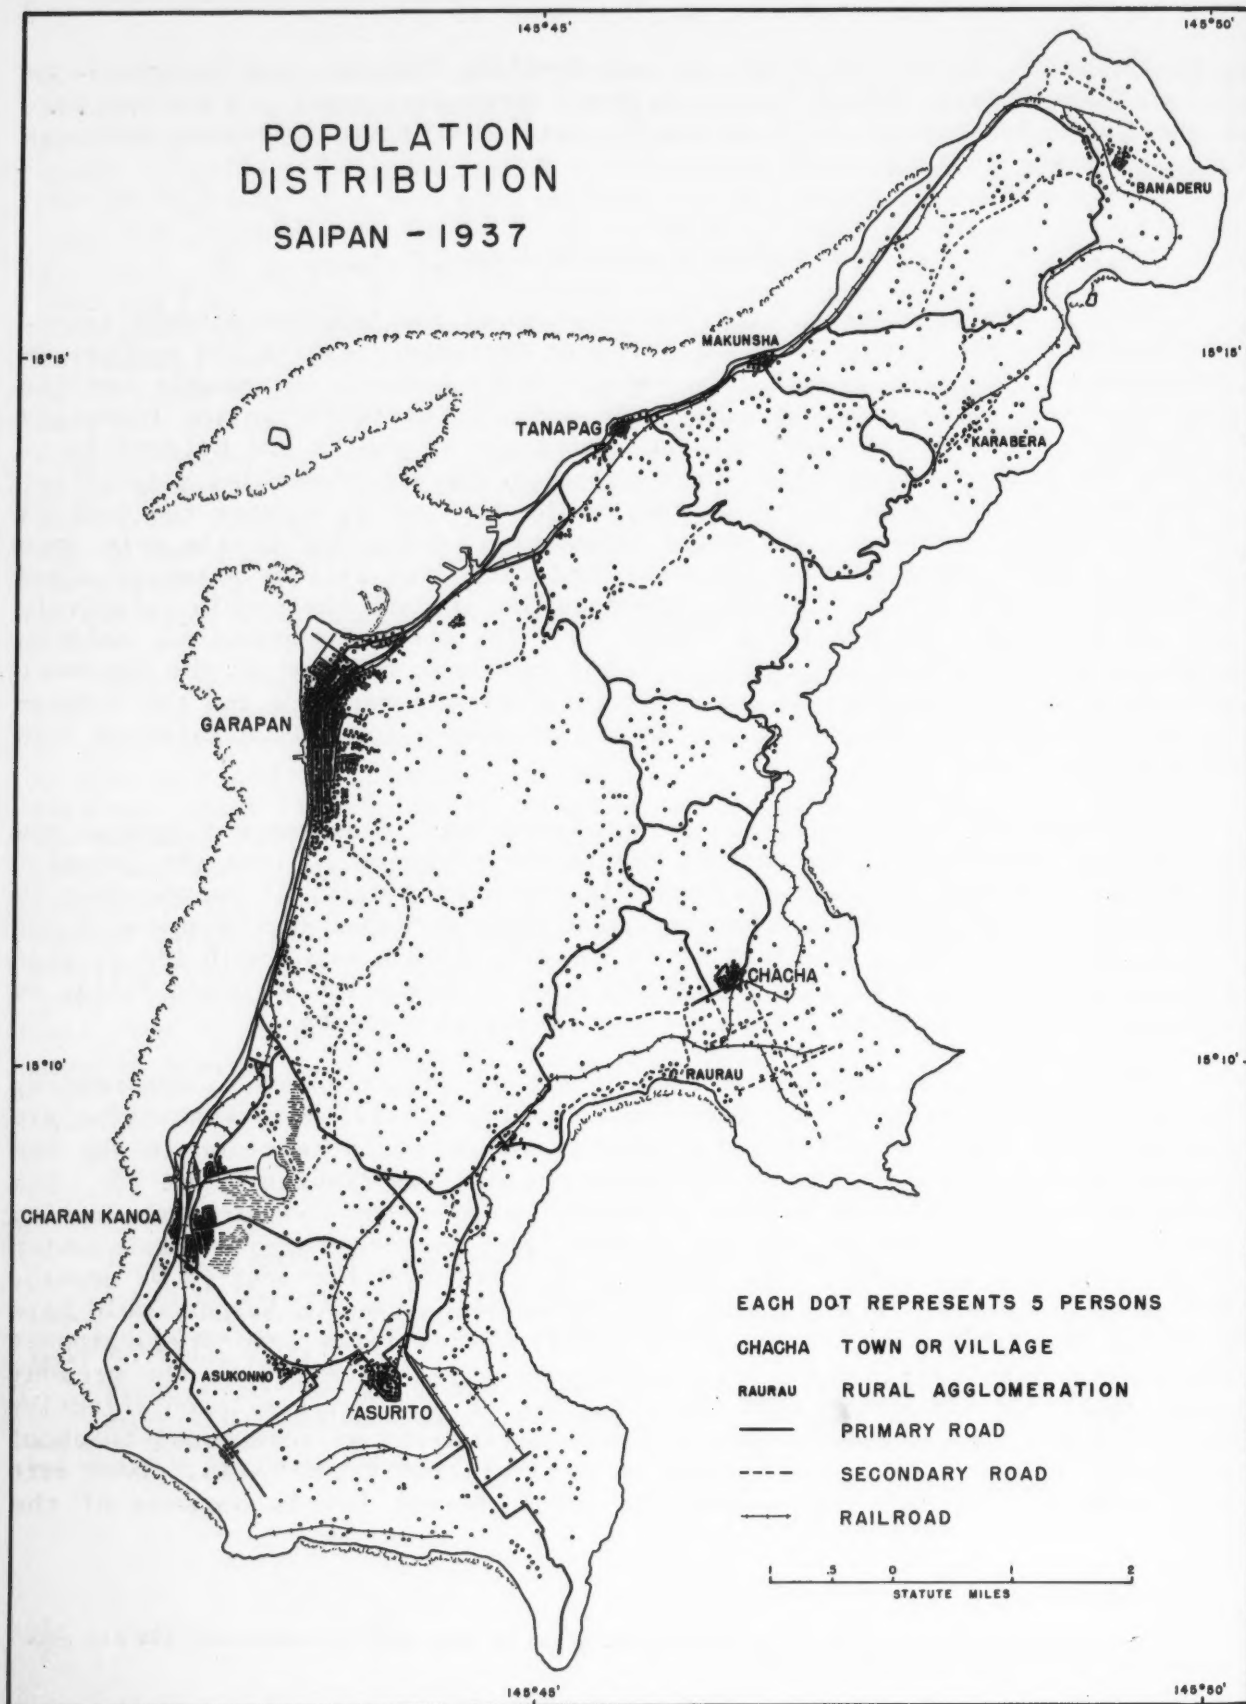 145°45'
145°50'
POPULATION
DISTRIBUTION
SAIPAN - 1937
BANADERU
15°15'
MAKUNSHA
15°15'
TANAPAG
KARABERA
GARAPAN
CHACHA
15°10'
RAURAU
15°10'
CHARAN KANOA
ASUKONNO
ASURITO
EACH DOT REPRESENTS 5 PERSONS
CHACHA TOWN OR VILLAGE
RAURAU RURAL AGGLOMERATION
PRIMARY ROAD
SECONDARY ROAD
RAILROAD
1 .5 0 1 2
STATUTE MILES
145°45'
145°50'